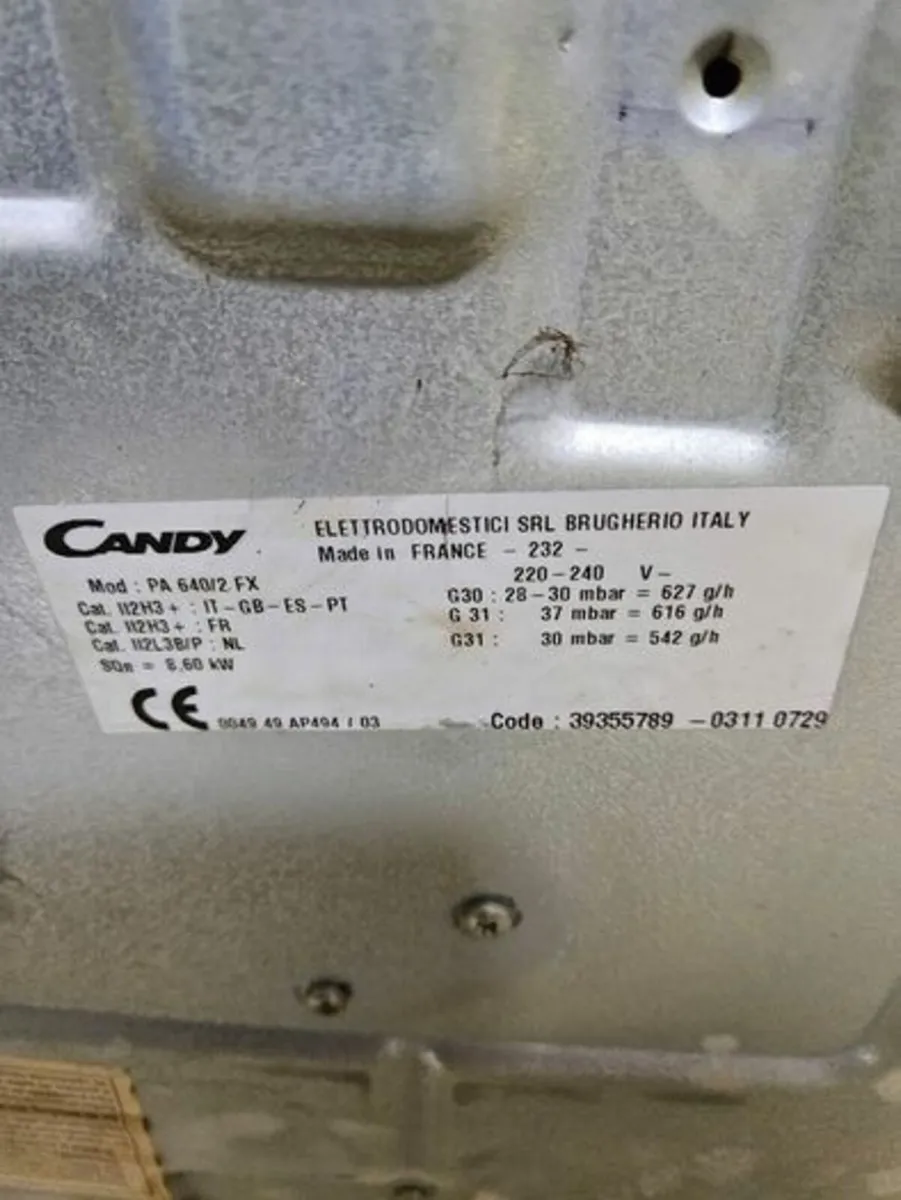 CANDY
ELETTRODOMESTICI SRL BRUGHERIO ITALY
Made in FRANCE - 232 -
220-240 V~
Mod : PA 640/2 FX
Cat. II2H3+ : IT-GB-ES-PT
Cat. II2H3+ : FR
Cat. II2L3B/P : NL
SQn = 8,60 kW
G30 : 28-30 mbar = 627 g/h
G 31 : 37 mbar = 616 g/h
G31 : 30 mbar = 542 g/h
CE 0049 49 AP494 / 03
Code : 39355789 - 0311 0729